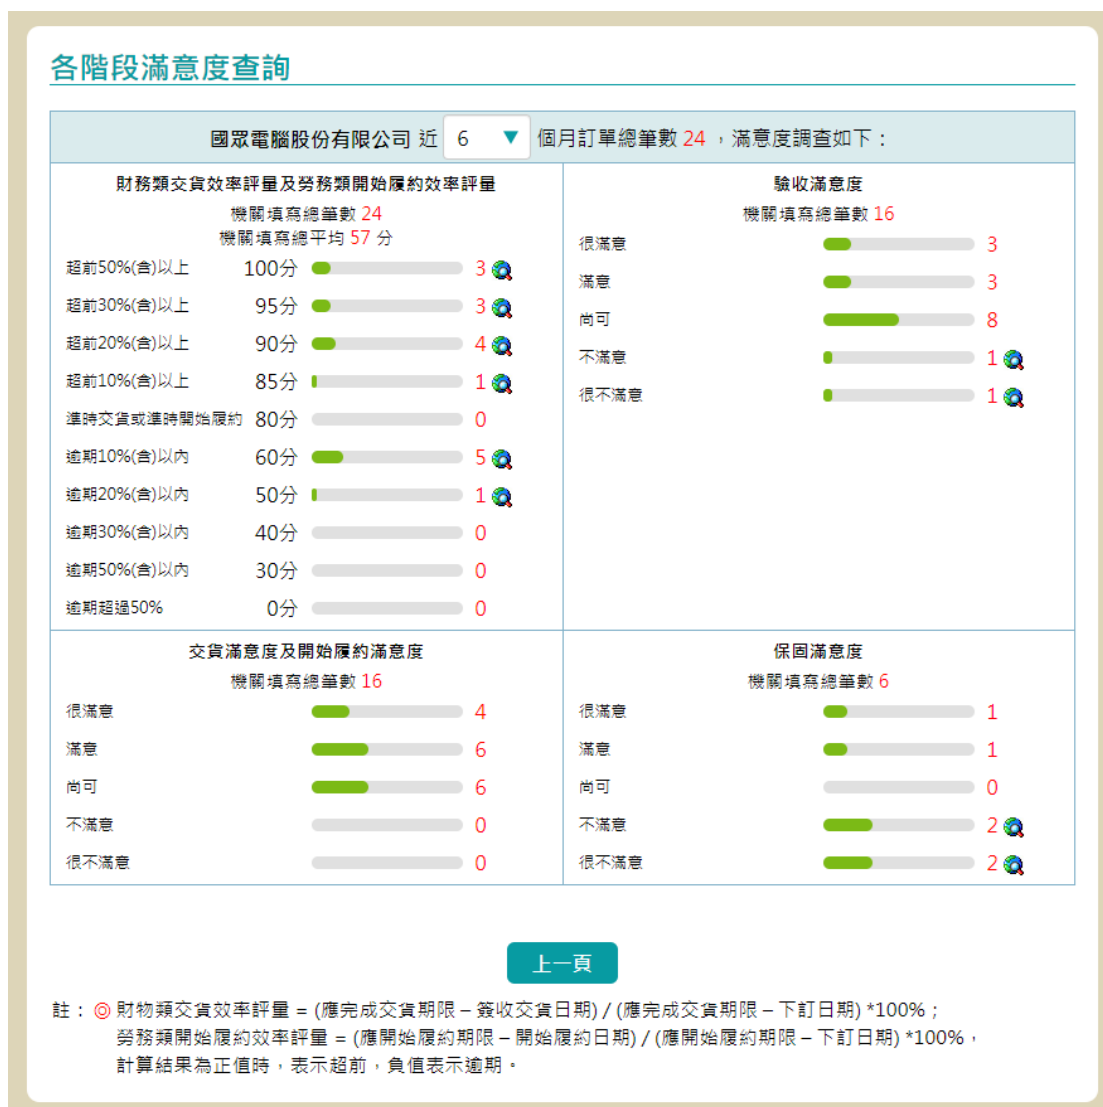 各階段滿意度查詢
國眾電腦股份有限公司 近 6 ▼ 個月訂單總筆數 24 ，滿意度調查如下：
財務類交貨效率評量及勞務類開始履約效率評量
機關填寫總筆數 24
機關填寫總平均 57 分
超前50%(含)以上 100分 3
超前30%(含)以上 95分 3
超前20%(含)以上 90分 4
超前10%(含)以上 85分 1
準時交貨或準時開始履約 80分 0
逾期10%(含)以內 60分 5
逾期20%(含)以內 50分 1
逾期30%(含)以內 40分 0
逾期50%(含)以內 30分 0
逾期超過50% 0分 0
驗收滿意度
機關填寫總筆數 16
很滿意 3
滿意 3
尚可 8
不滿意 1
很不滿意 1
交貨滿意度及開始履約滿意度
機關填寫總筆數 16
很滿意 4
滿意 6
尚可 6
不滿意 0
很不滿意 0
保固滿意度
機關填寫總筆數 6
很滿意 1
滿意 1
尚可 0
不滿意 2
很不滿意 2
上一頁
註：◎ 財物類交貨效率評量 = (應完成交貨期限 – 簽收交貨日期) / (應完成交貨期限 – 下訂日期) *100%；
勞務類開始履約效率評量 = (應開始履約期限 – 開始履約日期) / (應開始履約期限 – 下訂日期) *100%，
計算結果為正值時，表示超前，負值表示逾期。